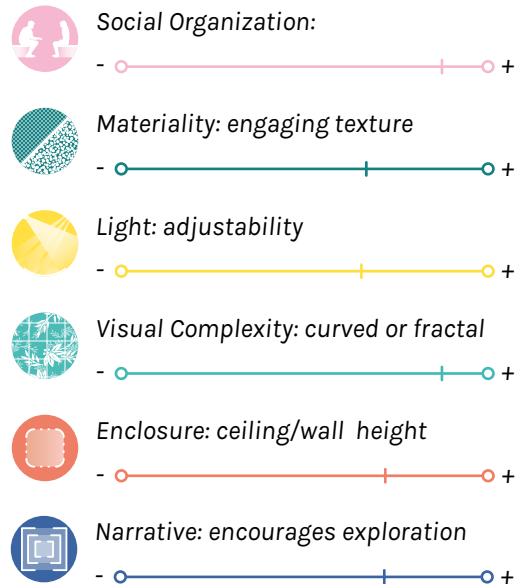 Social Organization:
- +
Materiality: engaging texture
- +
Light: adjustability
- +
Visual Complexity: curved or fractal
- +
Enclosure: ceiling/wall height
- +
Narrative: encourages exploration
- +